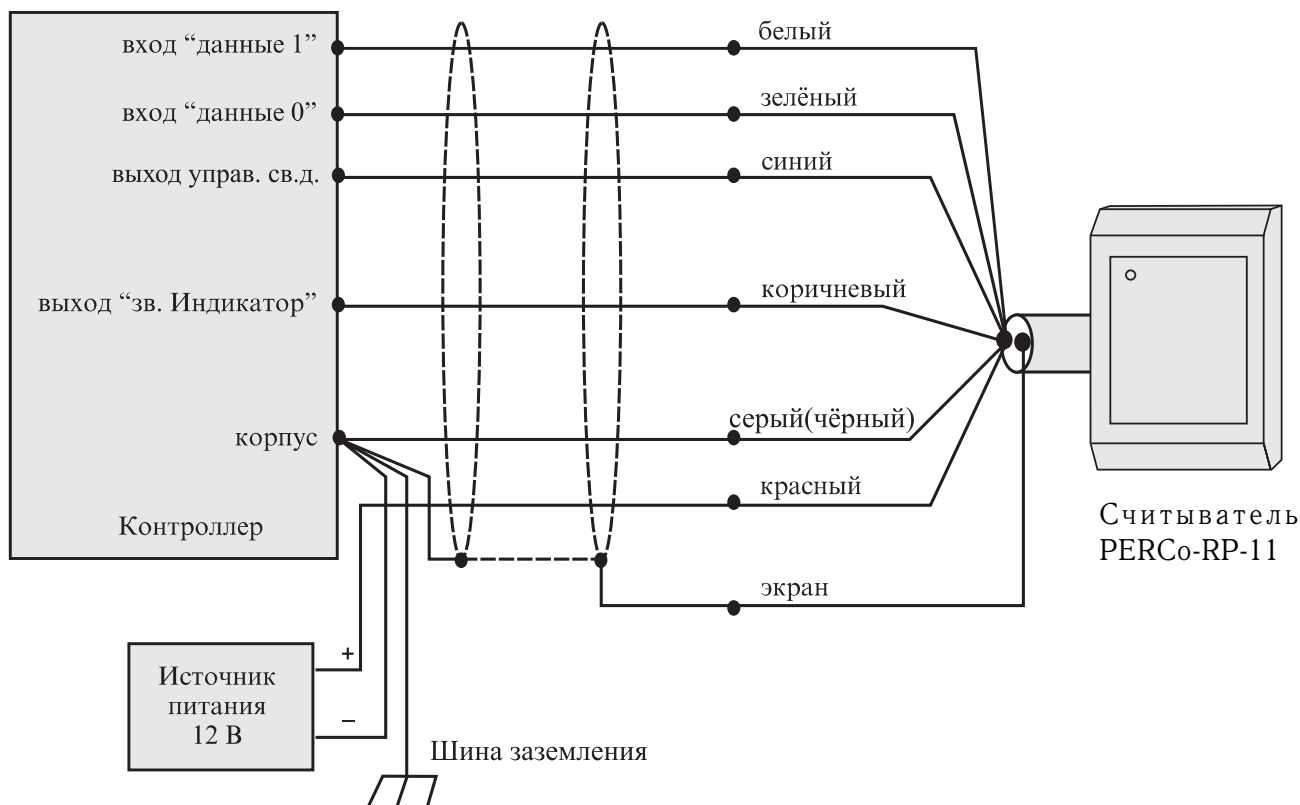 вход “данные 1”
белый
вход “данные 0”
зелёный
выход управ. св.д.
синий
выход “зв. Индикатор”
коричневый
корпус
серый(чёрный)
красный
Контроллер
экран
Считыватель
PERCo-RP-11
+
Источник
питания
12 В
–
Шина заземления